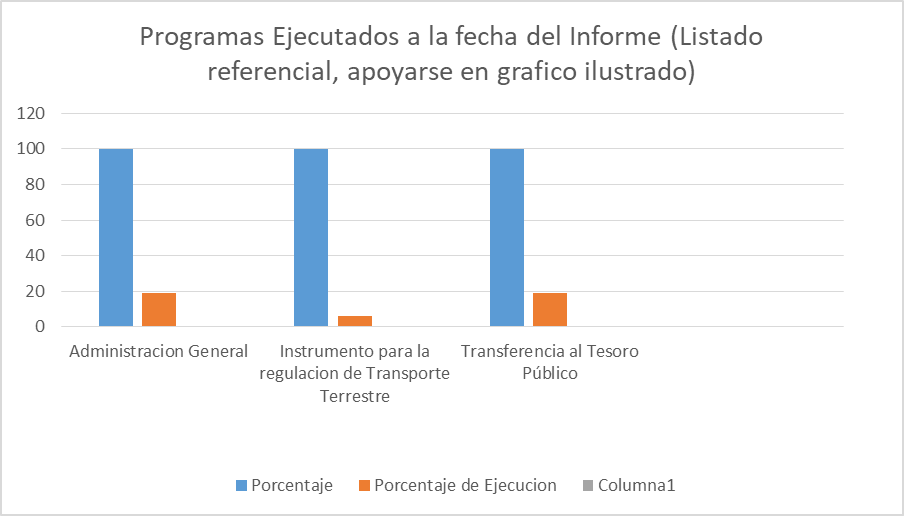 Programas Ejecutados a la fecha del Informe (Listado
referencial, apoyarse en grafico ilustrado)
120
100
80
60
40
20
0
Administracion General
Instrumento para la
regulacion de Transporte
Terrestre
Transferencia al Tesoro
Público
Porcentaje
Porcentaje de Ejecucion
Columna1